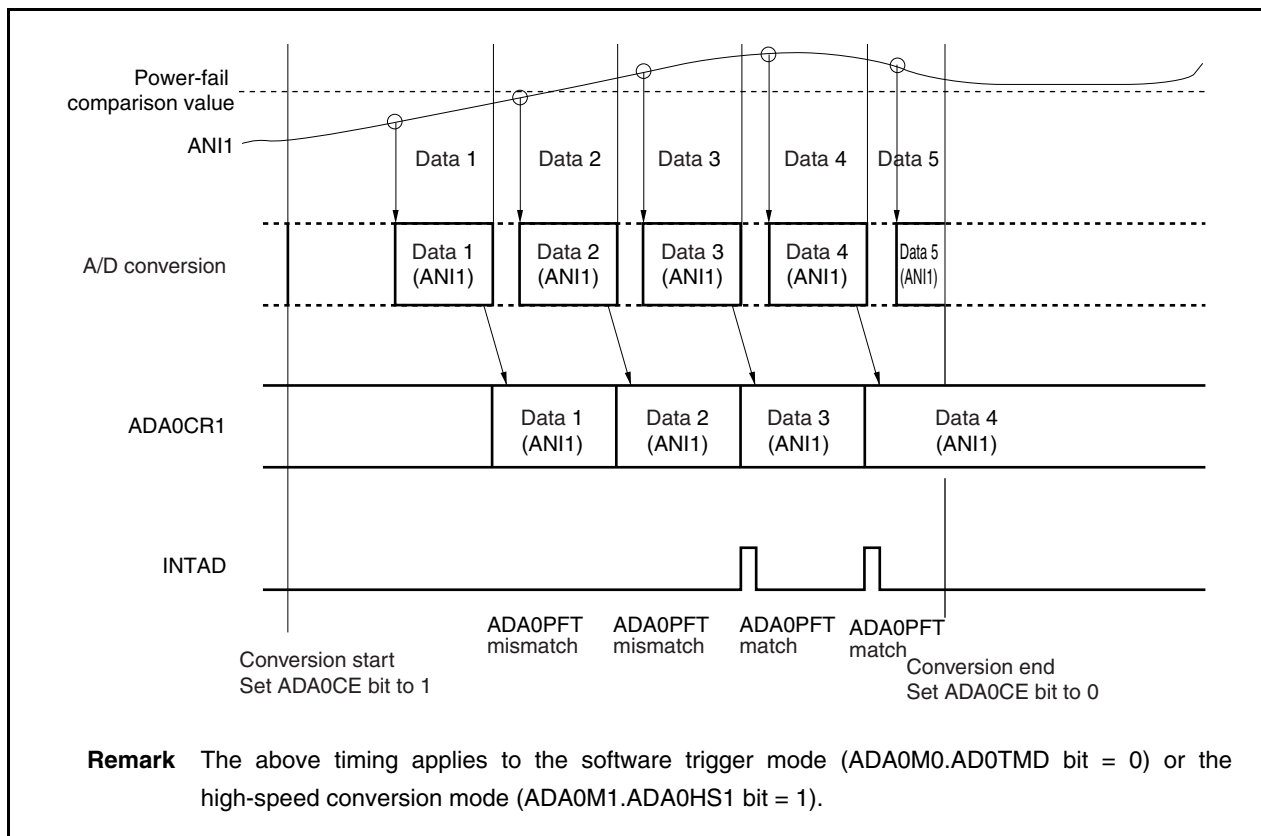 Power-fail
comparison value
ANI1
Data 1
Data 2
Data 3
Data 4
Data 5
A/D conversion
Data 1
(ANI1)
Data 2
(ANI1)
Data 3
(ANI1)
Data 4
(ANI1)
Data 5
(ANI1)
ADA0CR1
Data 1
(ANI1)
Data 2
(ANI1)
Data 3
(ANI1)
Data 4
(ANI1)
INTAD
ADA0PFT
mismatch
ADA0PFT
mismatch
ADA0PFT
match
ADA0PFT
match
Conversion start
Set ADA0CE bit to 1
Conversion end
Set ADA0CE bit to 0
Remark The above timing applies to the software trigger mode (ADA0M0.AD0TMD bit = 0) or the
high-speed conversion mode (ADA0M1.ADA0HS1 bit = 1).